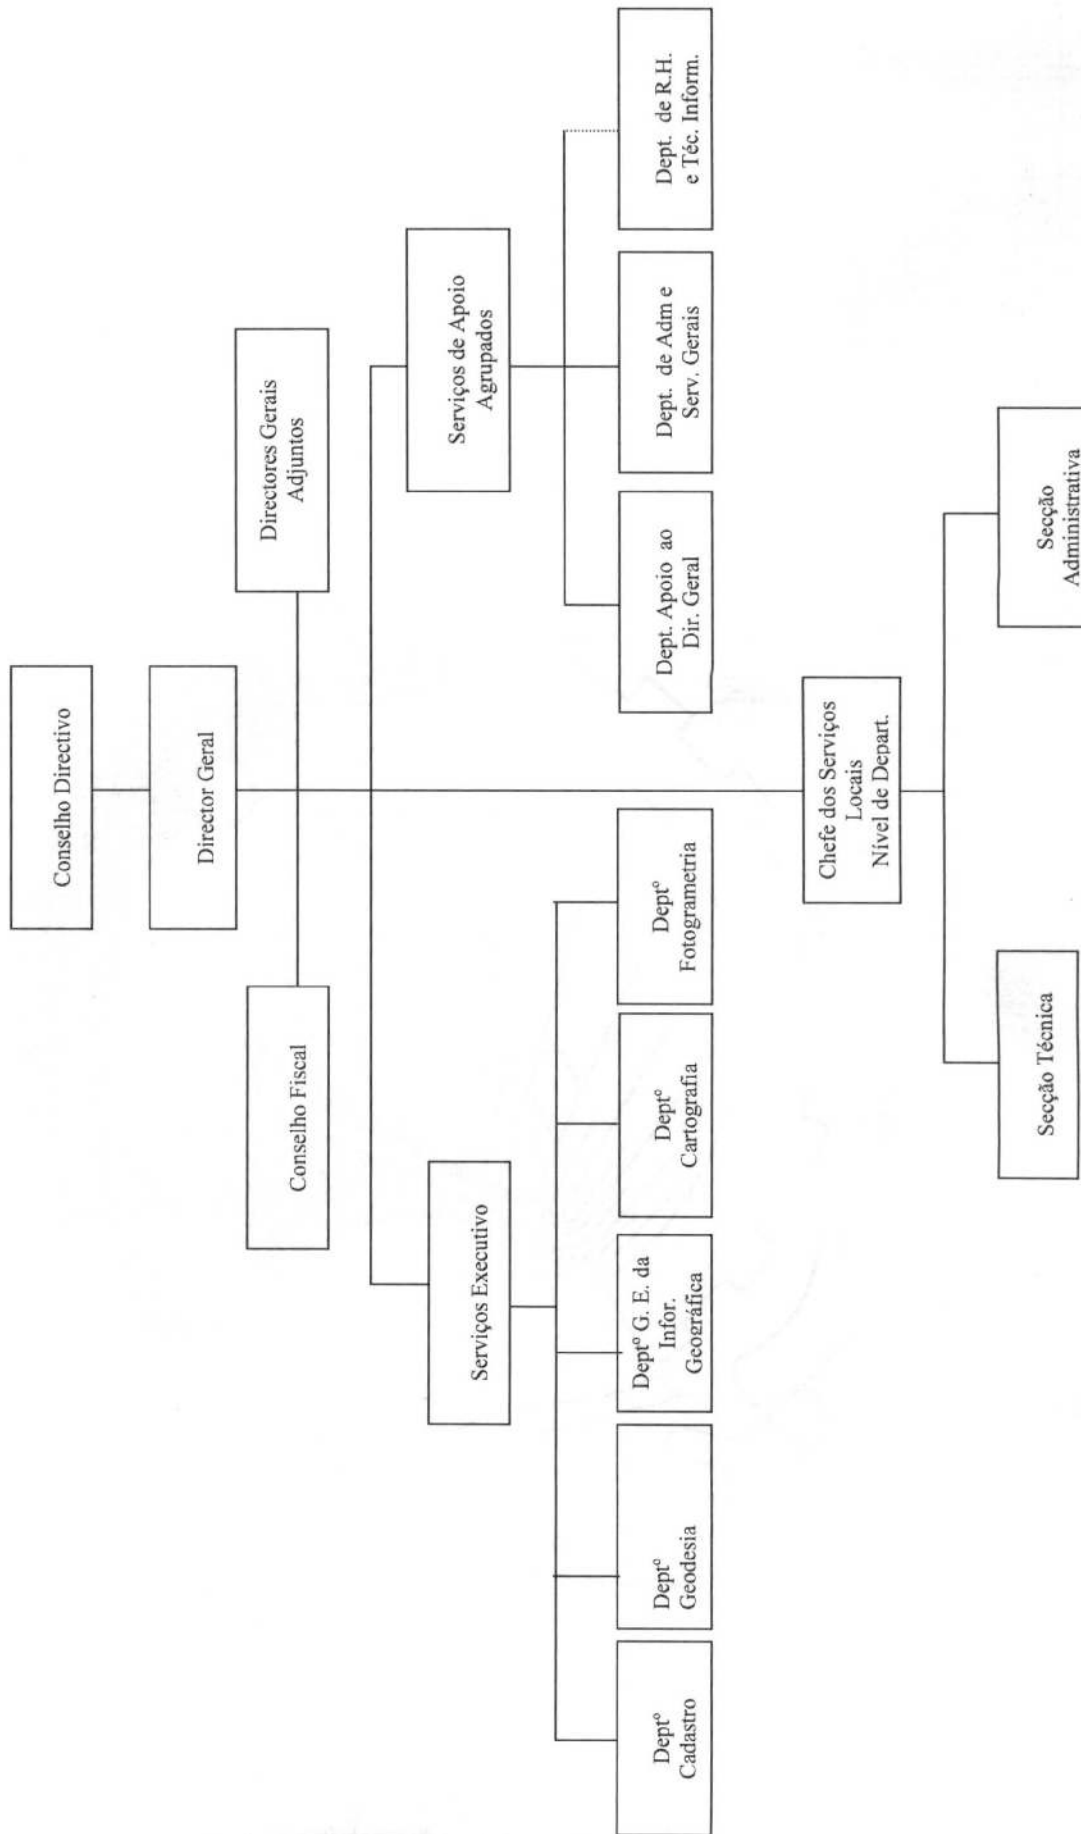 Conselho Directivo
Director Geral
Conselho Fiscal
Directores Gerais
Adjuntos
Serviços Executivo
Serviços de Apoio
Agrupados
Deptº
Cadastro
Deptº
Geodesia
Deptº G. E. da
Infor.
Geográfica
Deptº
Cartografia
Deptº
Fotogrametria
Dept. Apoio ao
Dir. Geral
Dept. de Adm e
Serv. Gerais
Dept. de R.H.
e Téc. Inform.
Chefe dos Serviços
Locais
Nível de Depart.
Secção Técnica
Secção
Administrativa